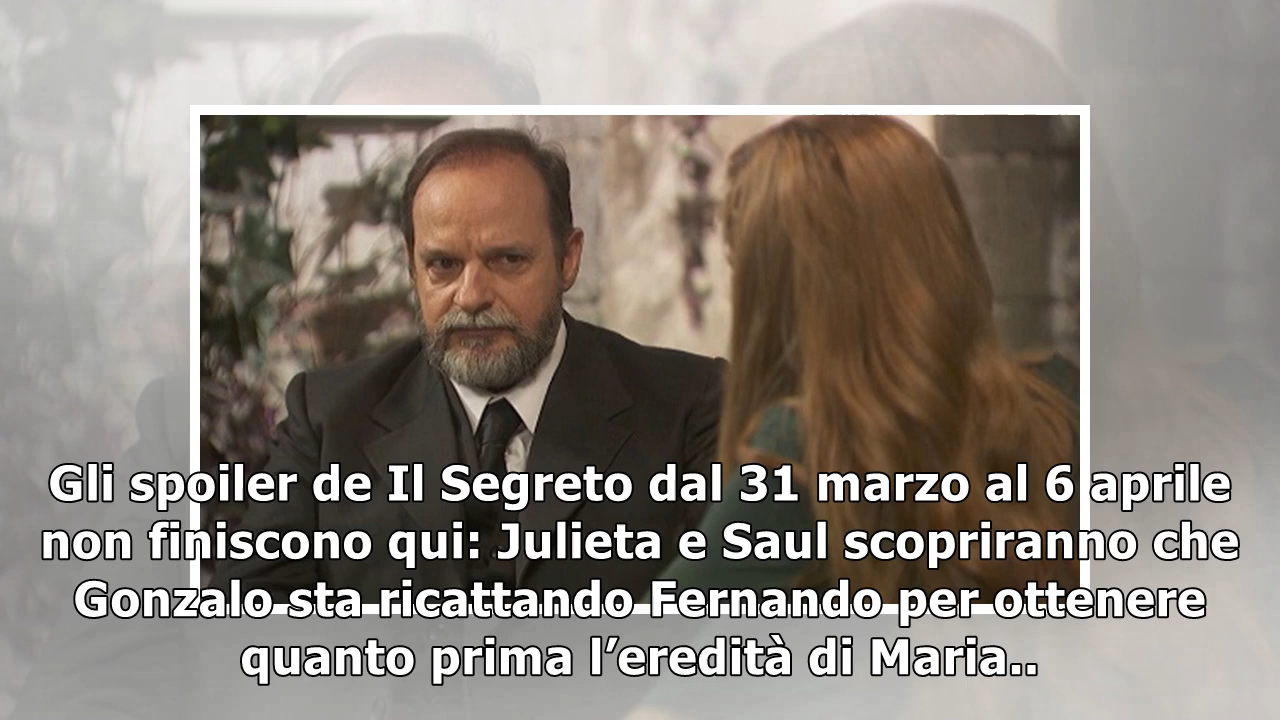 Gli spoiler de Il Segreto dal 31 marzo al 6 aprile
non finiscono qui: Julieta e Saul scopriranno che
Gonzalo sta ricattando Fernando per ottenere
quanto prima l’eredità di Maria..